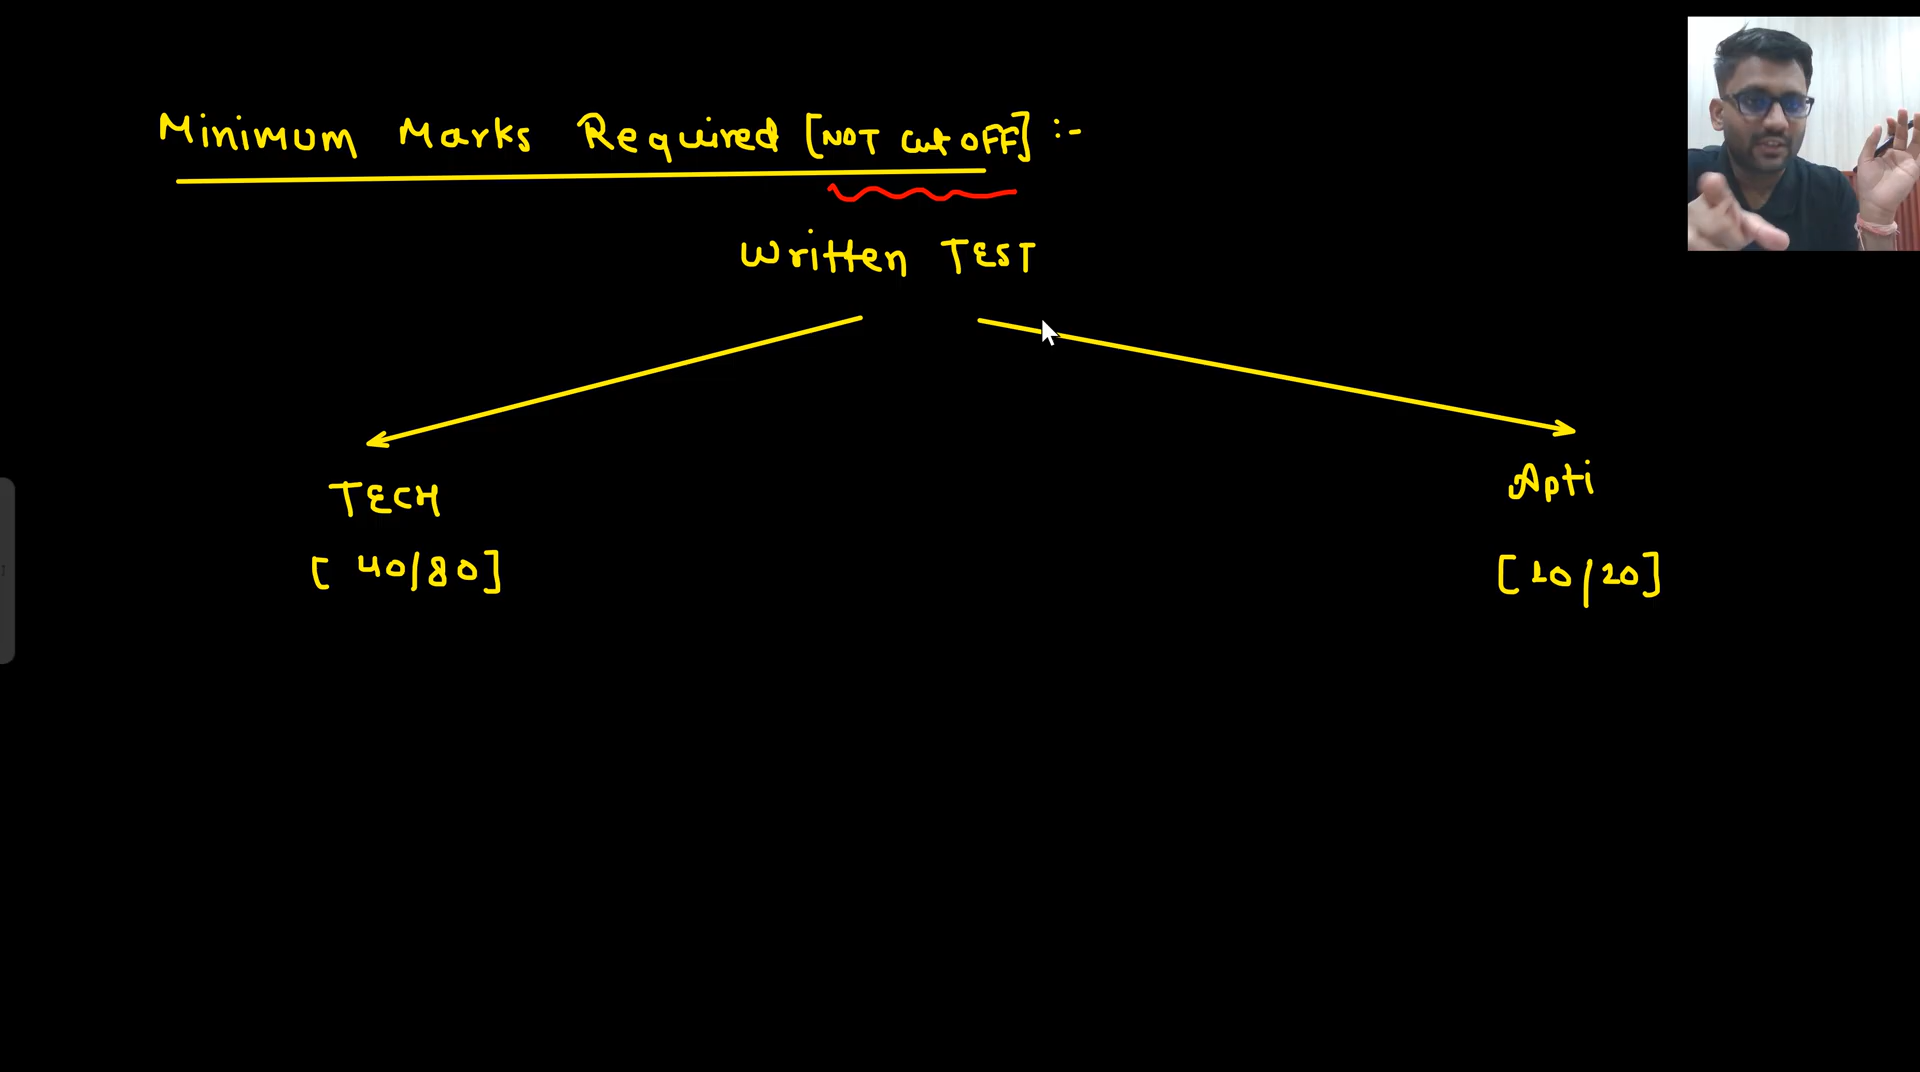 Minimum Marks Required [NOT Cut OFF] :-
Written TEST
TECH
Apti
[ 40/80]
[10/20]